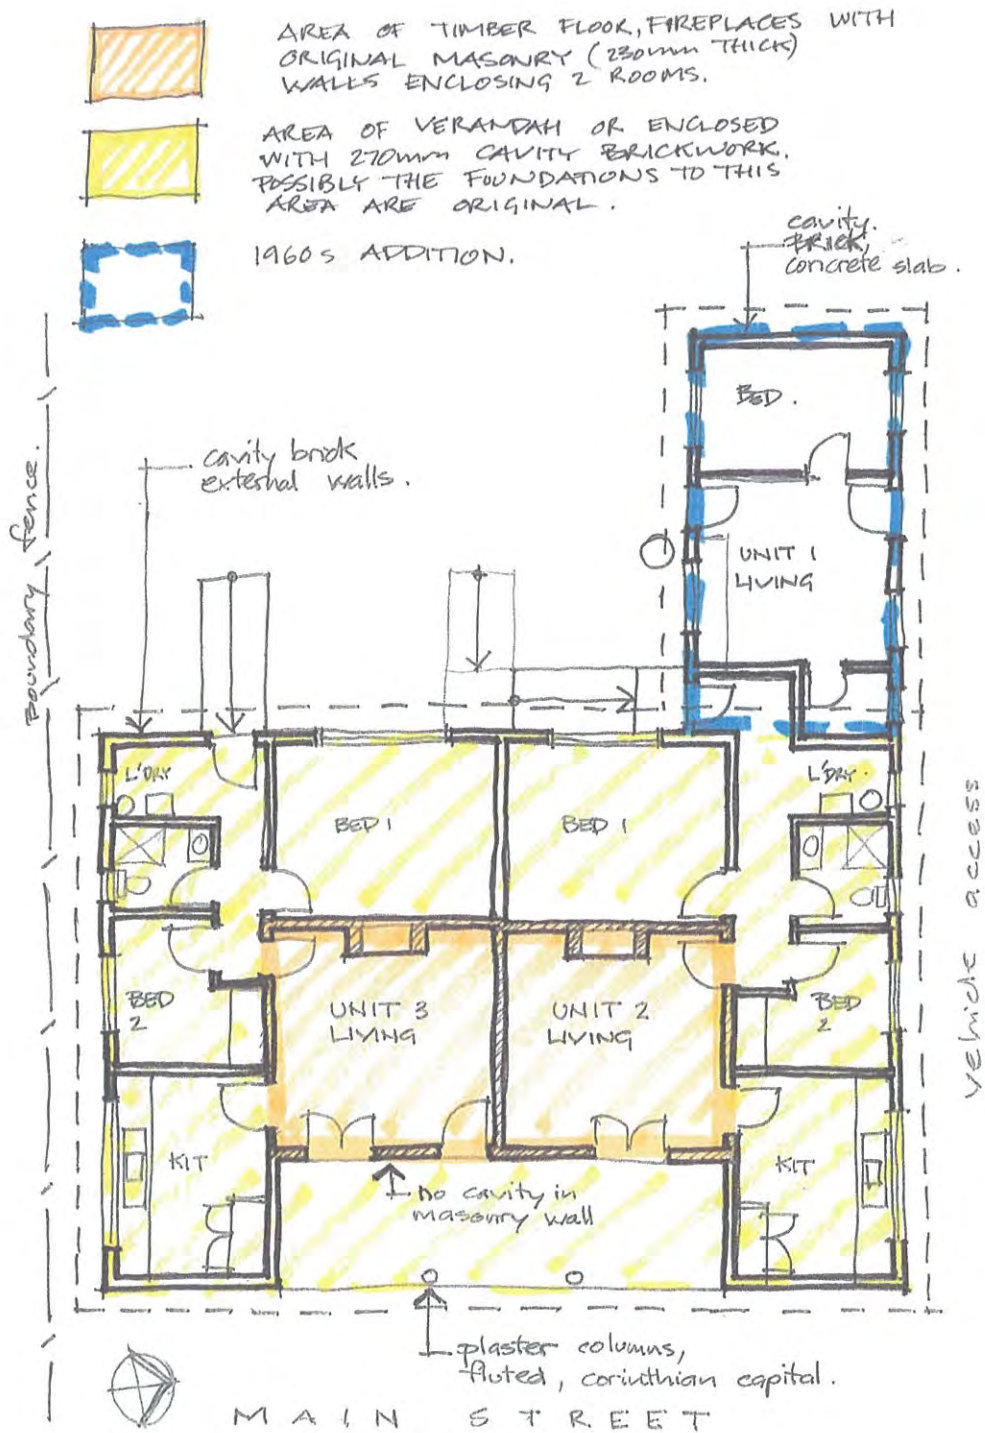 AREA OF TIMBER FLOOR, FIREPLACES WITH
ORIGINAL MASONRY (230mm THICK)
WALLS ENCLOSING 2 ROOMS.
AREA OF VERANDAH OR ENCLOSED
WITH 270mm CAVITY BRICKWORK.
POSSIBLY THE FOUNDATIONS TO THIS
AREA ARE ORIGINAL.
1960s ADDITION.
cavity.
BRICK,
concrete slab.
BED.
cavity brick
external walls.
boundary fence.
UNIT 1
LIVING
L'DRY
L'DRY.
BED 1
BED 1
vehicle access
BED
2
UNIT 3
LIVING
UNIT 2
LIVING
BED
2
KIT
KIT
no cavity in
masonry wall
plaster columns,
fluted, corinthian capital.
MAIN STREET